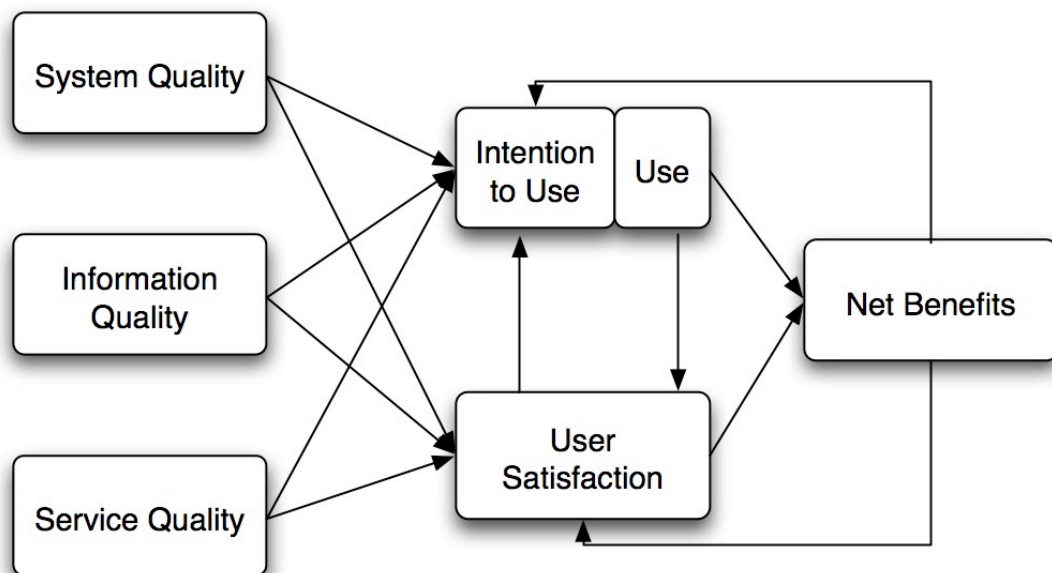 System Quality
Intention
to Use
Use
Information
Quality
Net Benefits
User
Satisfaction
Service Quality